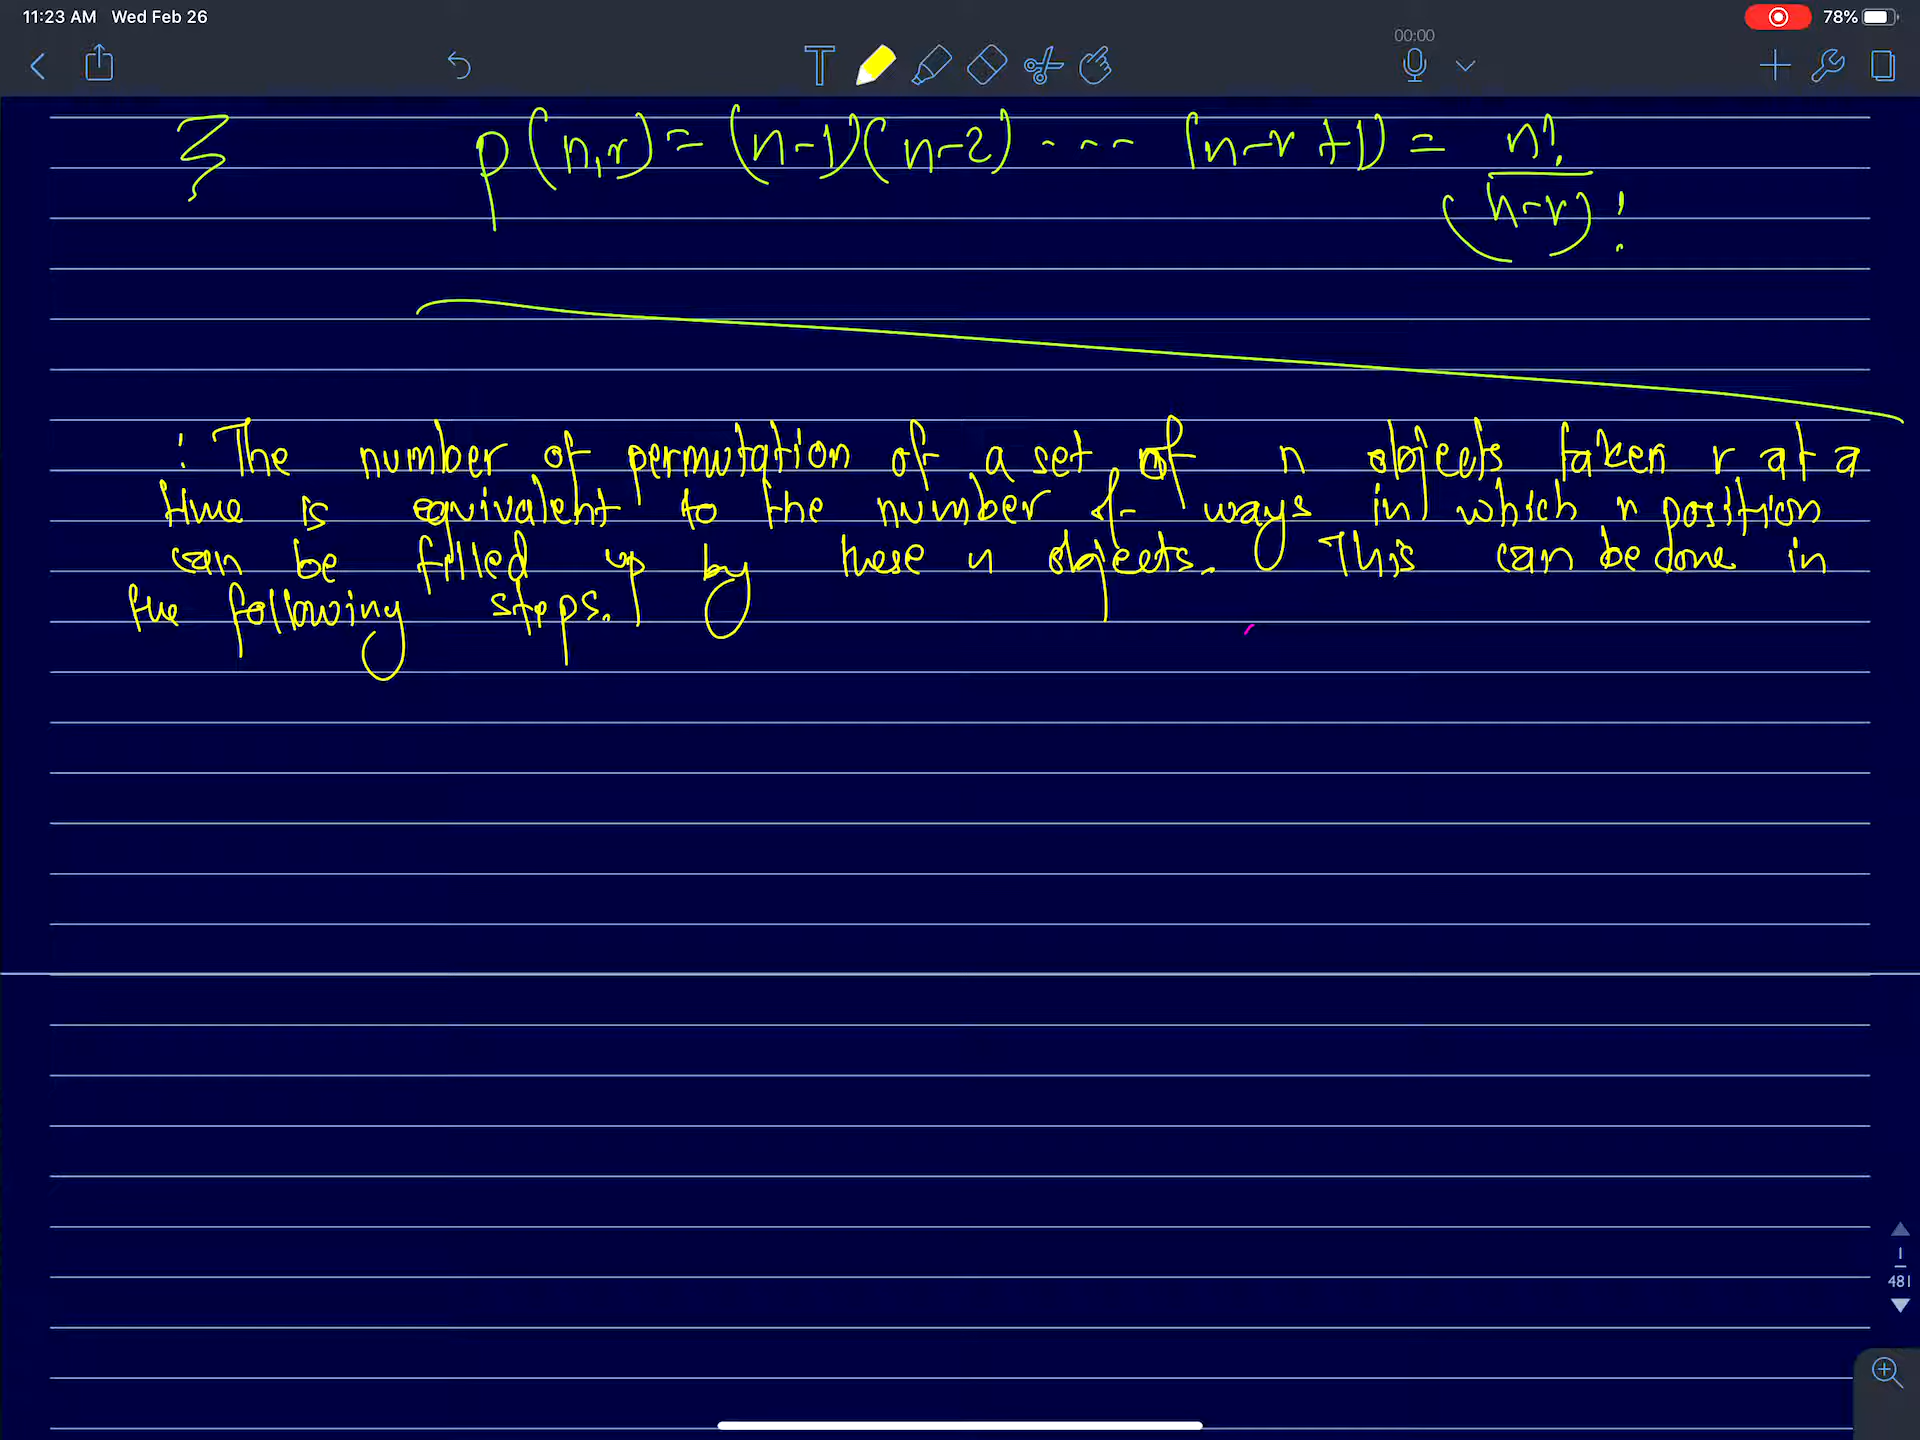 11:23 AM Wed Feb 26
78%
00:00
p(n,r) = (n-1)(n-2) ---- (n-r+1) = n!/(n-r)!
: The number of permutation of a set of n objects taken r at a
time is equivalent to the number of ways in which r position
can be filled up by these n objects. This can be done in
the following steps.
1
481